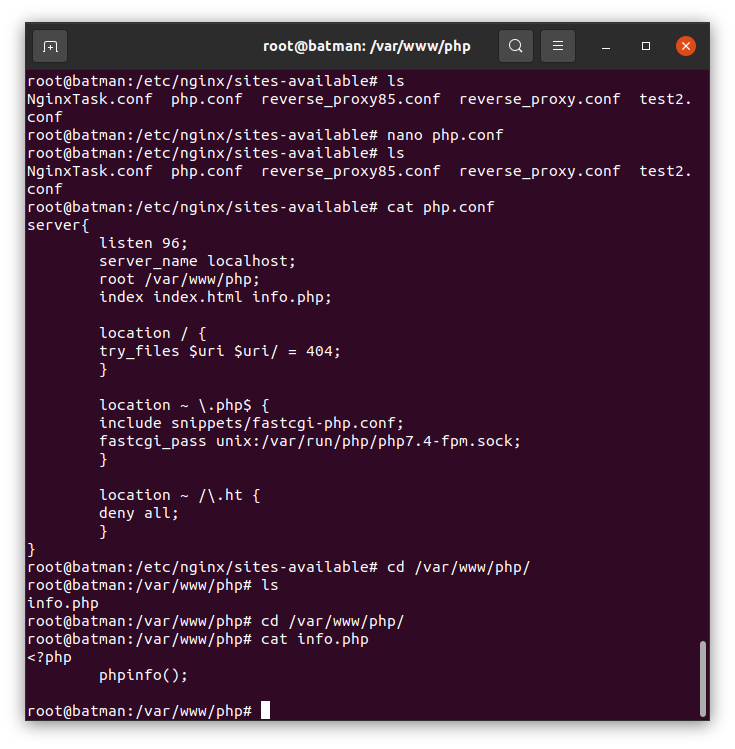 root@batman: /var/www/php
root@batman:/etc/nginx/sites-available# ls
NginxTask.conf  php.conf  reverse_proxy85.conf  reverse_proxy.conf  test2.
conf
root@batman:/etc/nginx/sites-available# nano php.conf
root@batman:/etc/nginx/sites-available# ls
NginxTask.conf  php.conf  reverse_proxy85.conf  reverse_proxy.conf  test2.
conf
root@batman:/etc/nginx/sites-available# cat php.conf
server{
        listen 96;
        server_name localhost;
        root /var/www/php;
        index index.html info.php;

        location / {
        try_files $uri $uri/ = 404;
        }

        location ~ \.php$ {
        include snippets/fastcgi-php.conf;
        fastcgi_pass unix:/var/run/php/php7.4-fpm.sock;
        }

        location ~ /\.ht {
        deny all;
        }
}
root@batman:/etc/nginx/sites-available# cd /var/www/php/
root@batman:/var/www/php# ls
info.php
root@batman:/var/www/php# cd /var/www/php/
root@batman:/var/www/php# cat info.php
<?php
        phpinfo();

root@batman:/var/www/php#